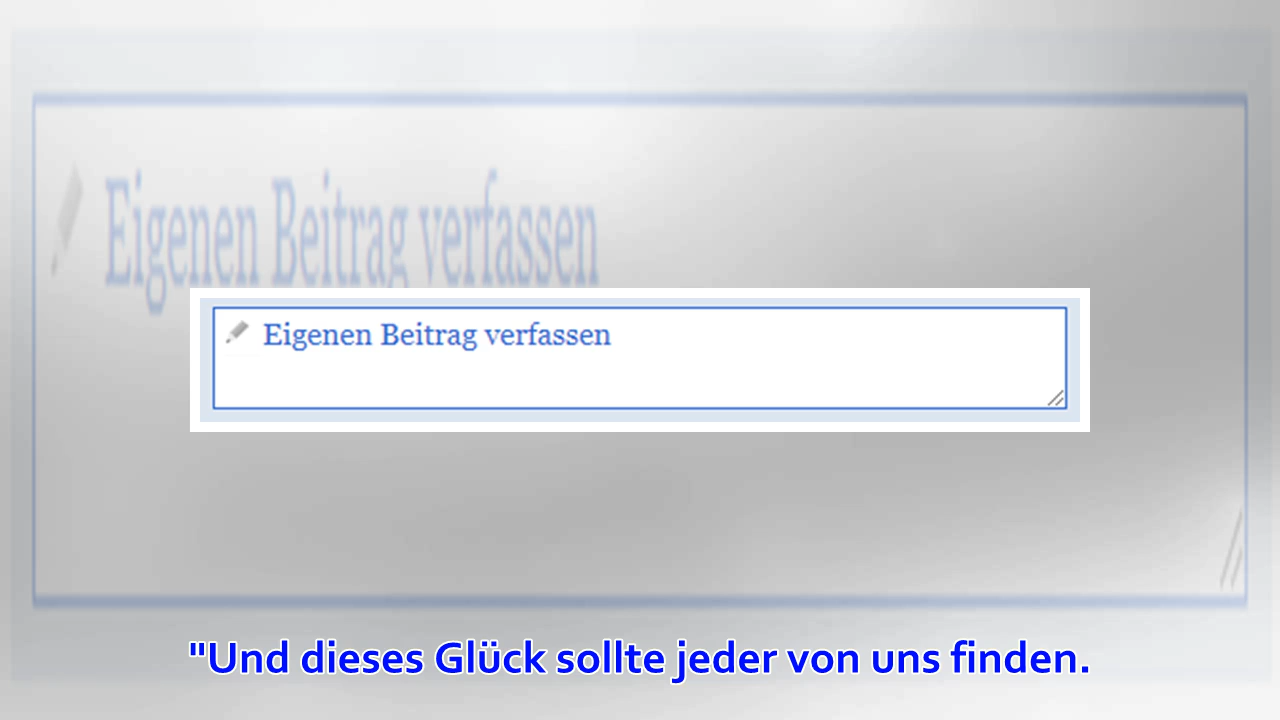 Eigenen Beitrag verfassen
Eigenen Beitrag verfassen
"Und dieses Glück sollte jeder von uns finden.